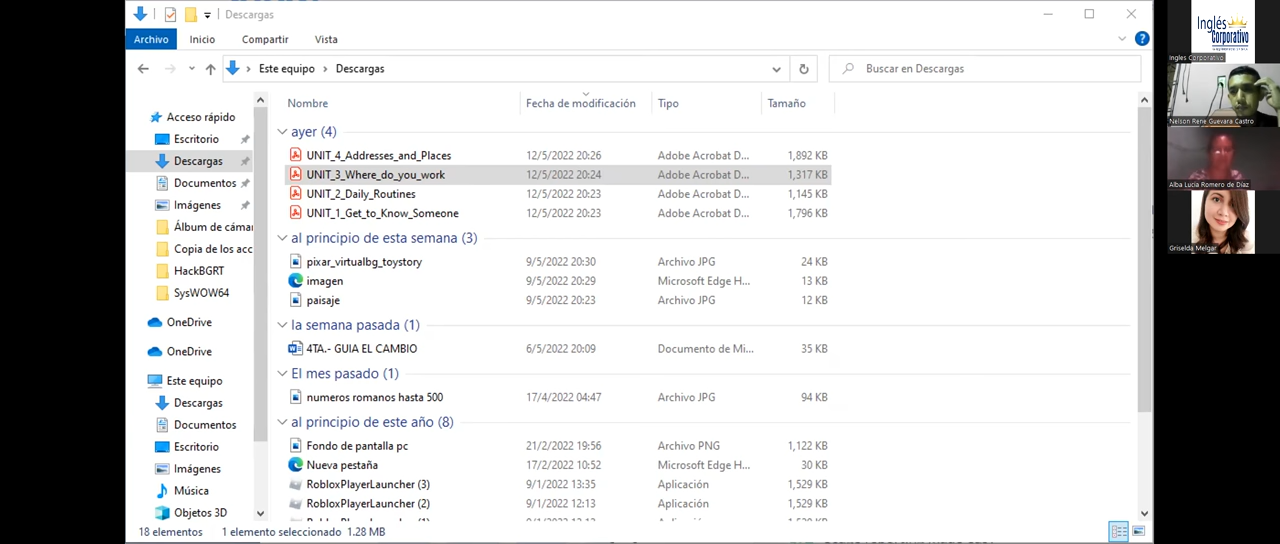 Descargas
Archivo Inicio Compartir Vista
Este equipo Descargas Buscar en Descargas
Nombre Fecha de modificación Tipo Tamaño
Acceso rápido
Escritorio
Descargas
Documentos
Imágenes
Álbum de cáma
Copia de los acc
HackBGRT
SysWOW64
OneDrive
OneDrive
Este equipo
Descargas
Documentos
Escritorio
Imágenes
Música
Objetos 3D
ayer (4)
UNIT_4_Addresses_and_Places 12/5/2022 20:26 Adobe Acrobat D... 1,892 KB
UNIT_3_Where_do_you_work 12/5/2022 20:24 Adobe Acrobat D... 1,317 KB
UNIT_2_Daily_Routines 12/5/2022 20:23 Adobe Acrobat D... 1,145 KB
UNIT_1_Get_to_Know_Someone 12/5/2022 20:23 Adobe Acrobat D... 1,796 KB
al principio de esta semana (3)
pixar_virtualbg_toystory 9/5/2022 20:30 Archivo JPG 24 KB
imagen 9/5/2022 20:29 Microsoft Edge H... 13 KB
paisaje 9/5/2022 20:23 Archivo JPG 12 KB
la semana pasada (1)
4TA.- GUIA EL CAMBIO 6/5/2022 20:09 Documento de Mi... 35 KB
El mes pasado (1)
numeros romanos hasta 500 17/4/2022 04:47 Archivo JPG 94 KB
al principio de este año (8)
Fondo de pantalla pc 21/2/2022 19:56 Archivo PNG 1,122 KB
Nueva pestaña 17/2/2022 10:52 Microsoft Edge H... 30 KB
RobloxPlayerLauncher (3) 9/1/2022 13:35 Aplicación 1,529 KB
RobloxPlayerLauncher (2) 9/1/2022 12:13 Aplicación 1,529 KB
18 elementos 1 elemento seleccionado 1.28 MB
Inglés
Corporativo
Ingles Corporativo
Nelson Rene Guevara Castro
Alba Lucia Romero de Díaz
Griselda Melgar